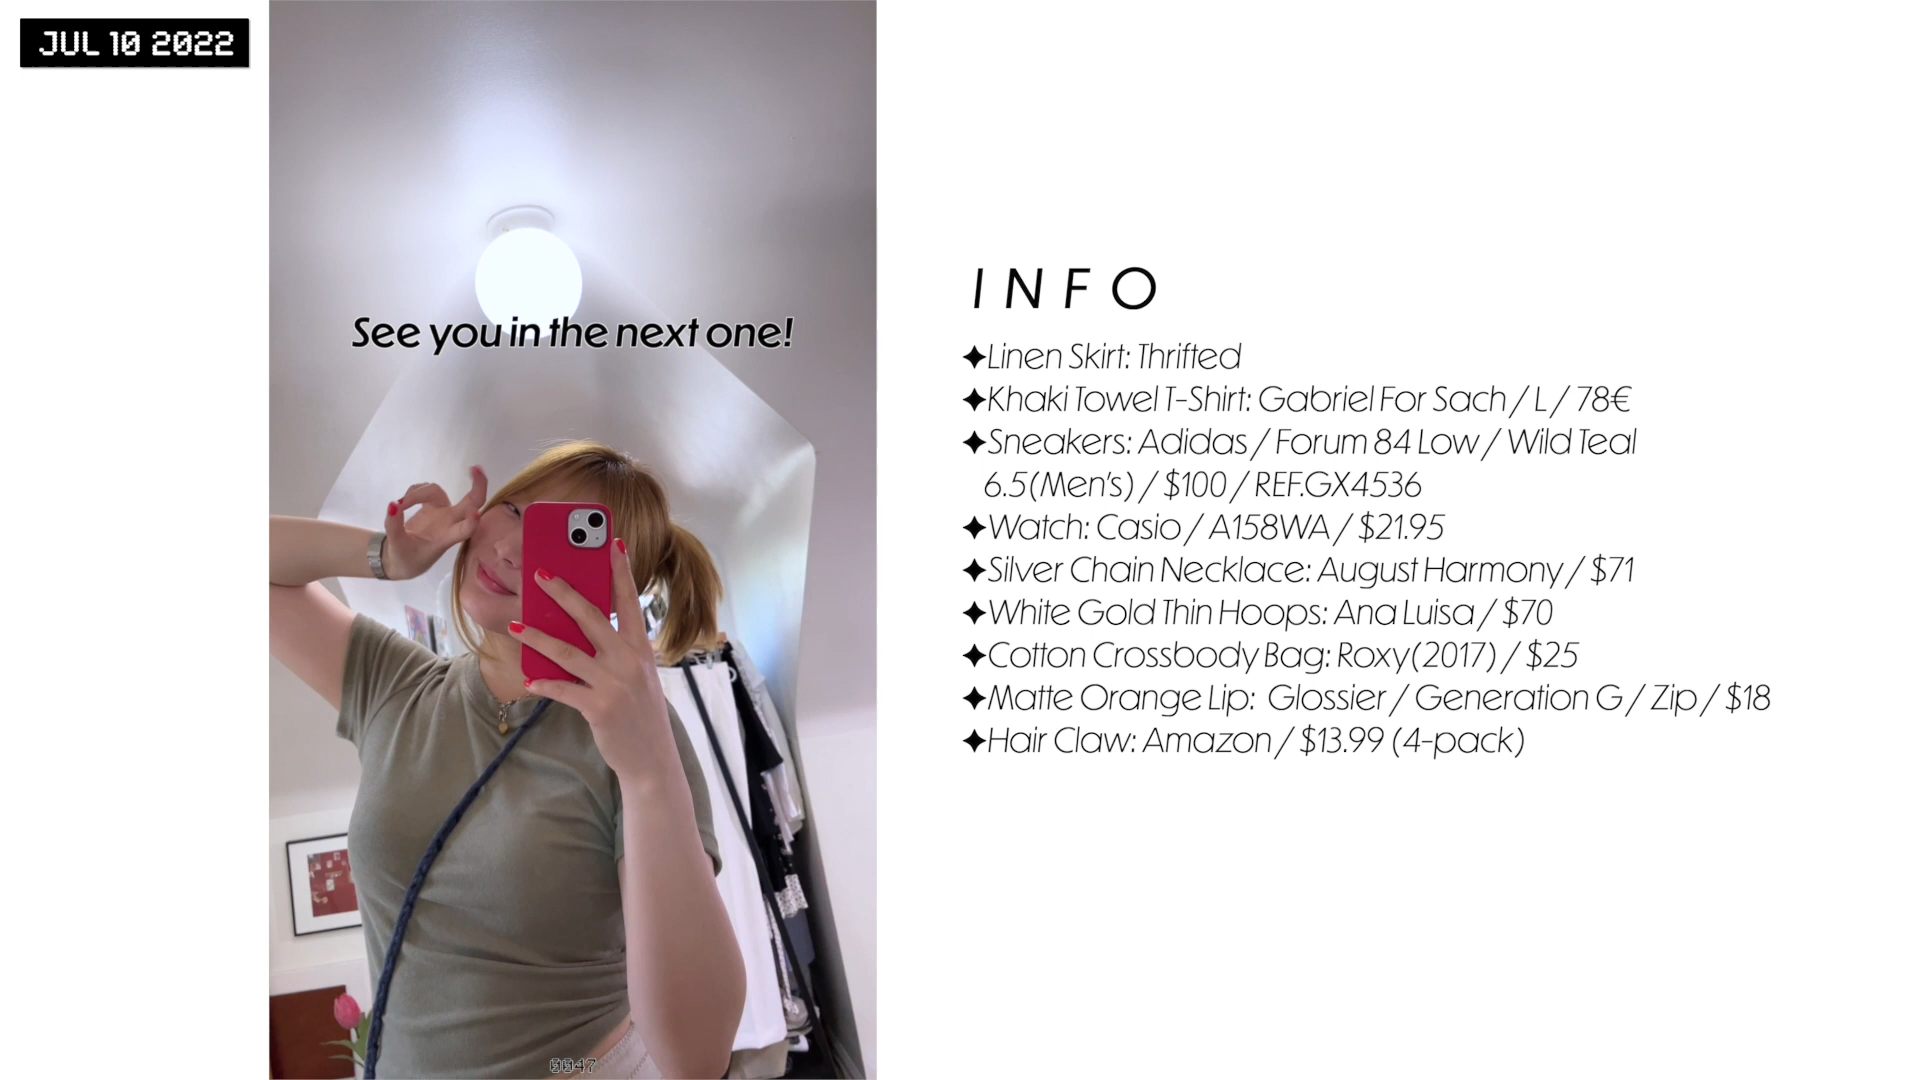 JUL 10 2022
See you in the next one!
INFO
✦Linen Skirt: Thrifted
✦Khaki Towel T-Shirt: Gabriel For Sach / L / 78€
✦Sneakers: Adidas / Forum 84 Low / Wild Teal
6.5(Men's) / $100 / REF.GX4536
✦Watch: Casio / A158WA / $21.95
✦Silver Chain Necklace: August Harmony / $71
✦White Gold Thin Hoops: Ana Luisa / $70
✦Cotton Crossbody Bag: Roxy(2017) / $25
✦Matte Orange Lip: Glossier / Generation G / Zip / $18
✦Hair Claw: Amazon / $13.99 (4-pack)
0047